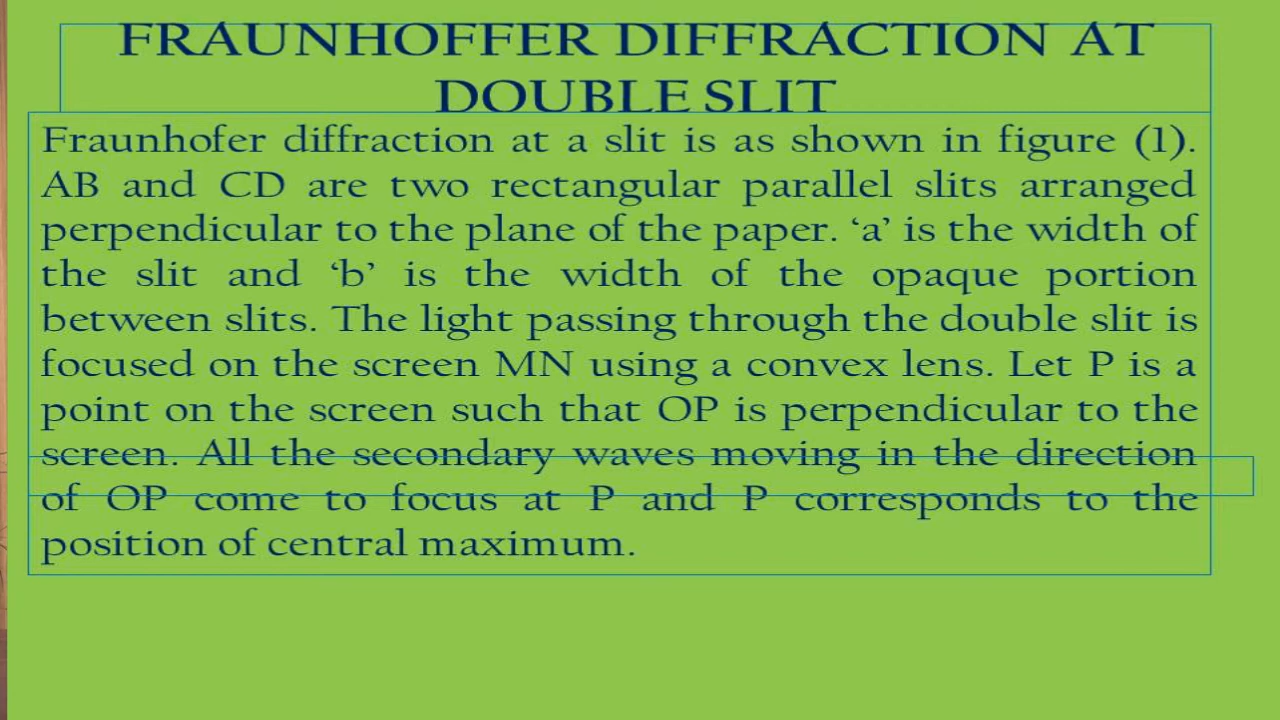 FRAUNHOFFER DIFFRACTION AT
DOUBLE SLIT
Fraunhofer diffraction at a slit is as shown in figure (1).
AB and CD are two rectangular parallel slits arranged
perpendicular to the plane of the paper. ‘a’ is the width of
the slit and ‘b’ is the width of the opaque portion
between slits. The light passing through the double slit is
focused on the screen MN using a convex lens. Let P is a
point on the screen such that OP is perpendicular to the
screen. All the secondary waves moving in the direction
of OP come to focus at P and P corresponds to the
position of central maximum.